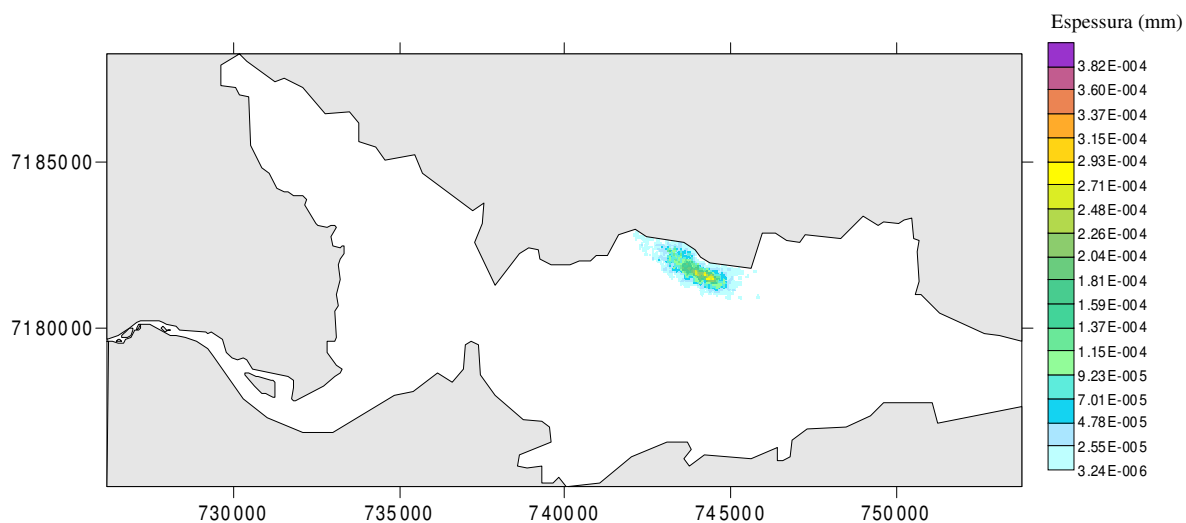 Espessura (mm)
3.82E-004
3.60E-004
3.37E-004
3.15E-004
2.93E-004
2.71E-004
2.48E-004
2.26E-004
2.04E-004
1.81E-004
1.59E-004
1.37E-004
1.15E-004
9.23E-005
7.01E-005
4.78E-005
2.55E-005
3.24E-006
7185000
7180000
730000 735000 740000 745000 750000